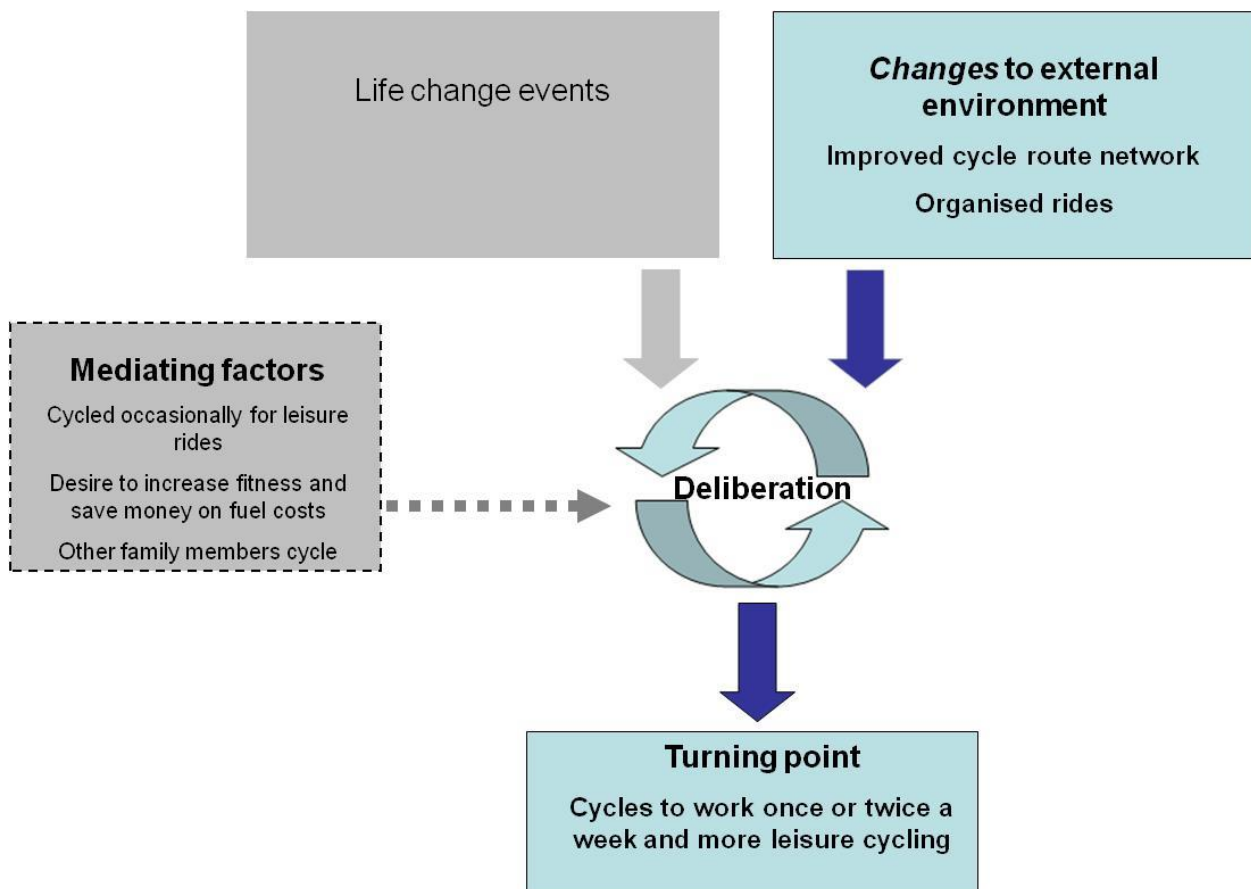 Life change events
Changes to external
environment
Improved cycle route network
Organised rides
Mediating factors
Cycled occasionally for leisure
rides
Desire to increase fitness and
save money on fuel costs
Other family members cycle
Deliberation
Turning point
Cycles to work once or twice a
week and more leisure cycling